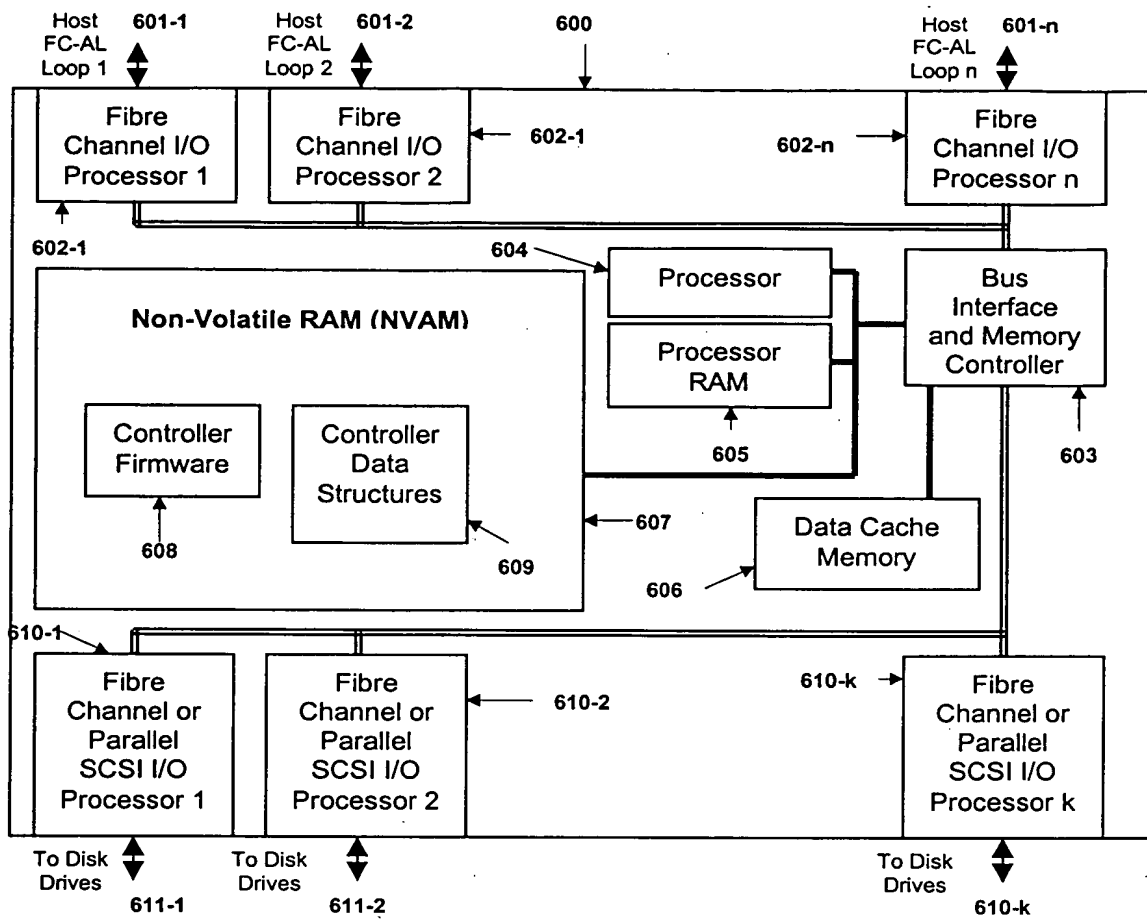 Host
FC-AL
Loop 1
601-1
Host
FC-AL
Loop 2
601-2
600
Host
FC-AL
Loop n
601-n
Fibre
Channel I/O
Processor 1
Fibre
Channel I/O
Processor 2
602-1
602-n
Fibre
Channel I/O
Processor n
602-1
604
Processor
Bus
Interface
and Memory
Controller
Non-Volatile RAM (NVAM)
Processor
RAM
605
603
Controller
Firmware
Controller
Data
Structures
608
609
607
Data Cache
Memory
606
610-1
Fibre
Channel or
Parallel
SCSI I/O
Processor 1
Fibre
Channel or
Parallel
SCSI I/O
Processor 2
610-2
610-k
Fibre
Channel or
Parallel
SCSI I/O
Processor k
To Disk
Drives
611-1
To Disk
Drives
611-2
To Disk
Drives
610-k